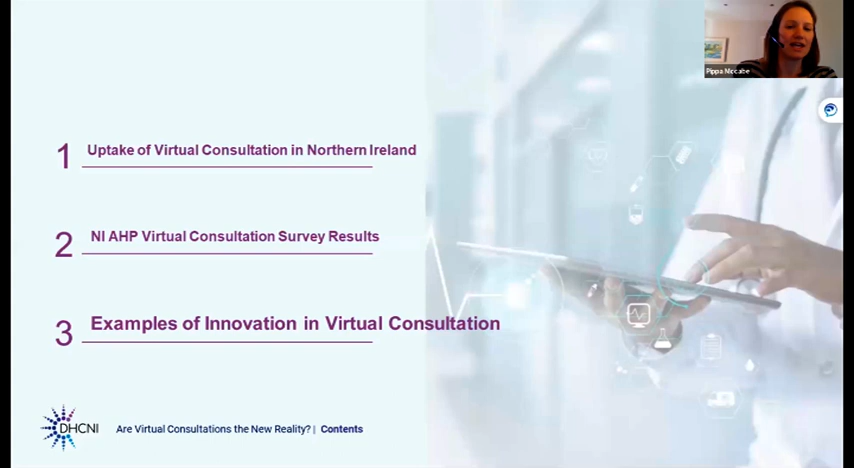 Pippa Mccabe
1 Uptake of Virtual Consultation in Northern Ireland
2 NI AHP Virtual Consultation Survey Results
3 Examples of Innovation in Virtual Consultation
DHCNI
Are Virtual Consultations the New Reality? | Contents